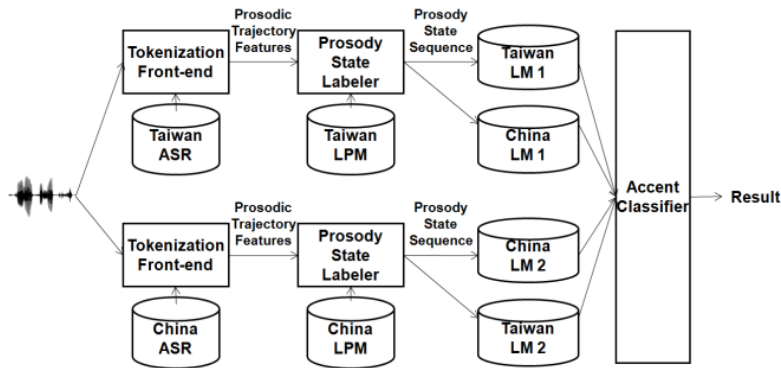 Prosodic
Trajectory
Features
Prosody
State
Sequence
Tokenization
Front-end
Prosody
State
Labeler
Taiwan
LM 1
Taiwan
ASR
Taiwan
LPM
China
LM 1
Accent
Classifier
Result
Prosodic
Trajectory
Features
Prosody
State
Sequence
Tokenization
Front-end
Prosody
State
Labeler
China
LM 2
China
ASR
China
LPM
Taiwan
LM 2